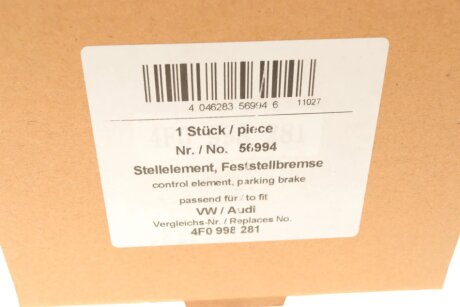 4 046283 56994 6 11027
1 Stück / piece
Nr. / No. 56994
Stellelement, Feststellbremse
control element, parking brake
passend für / to fit
VW / Audi
Vergleichs-Nr. / Replaces No.
4F0 998 281